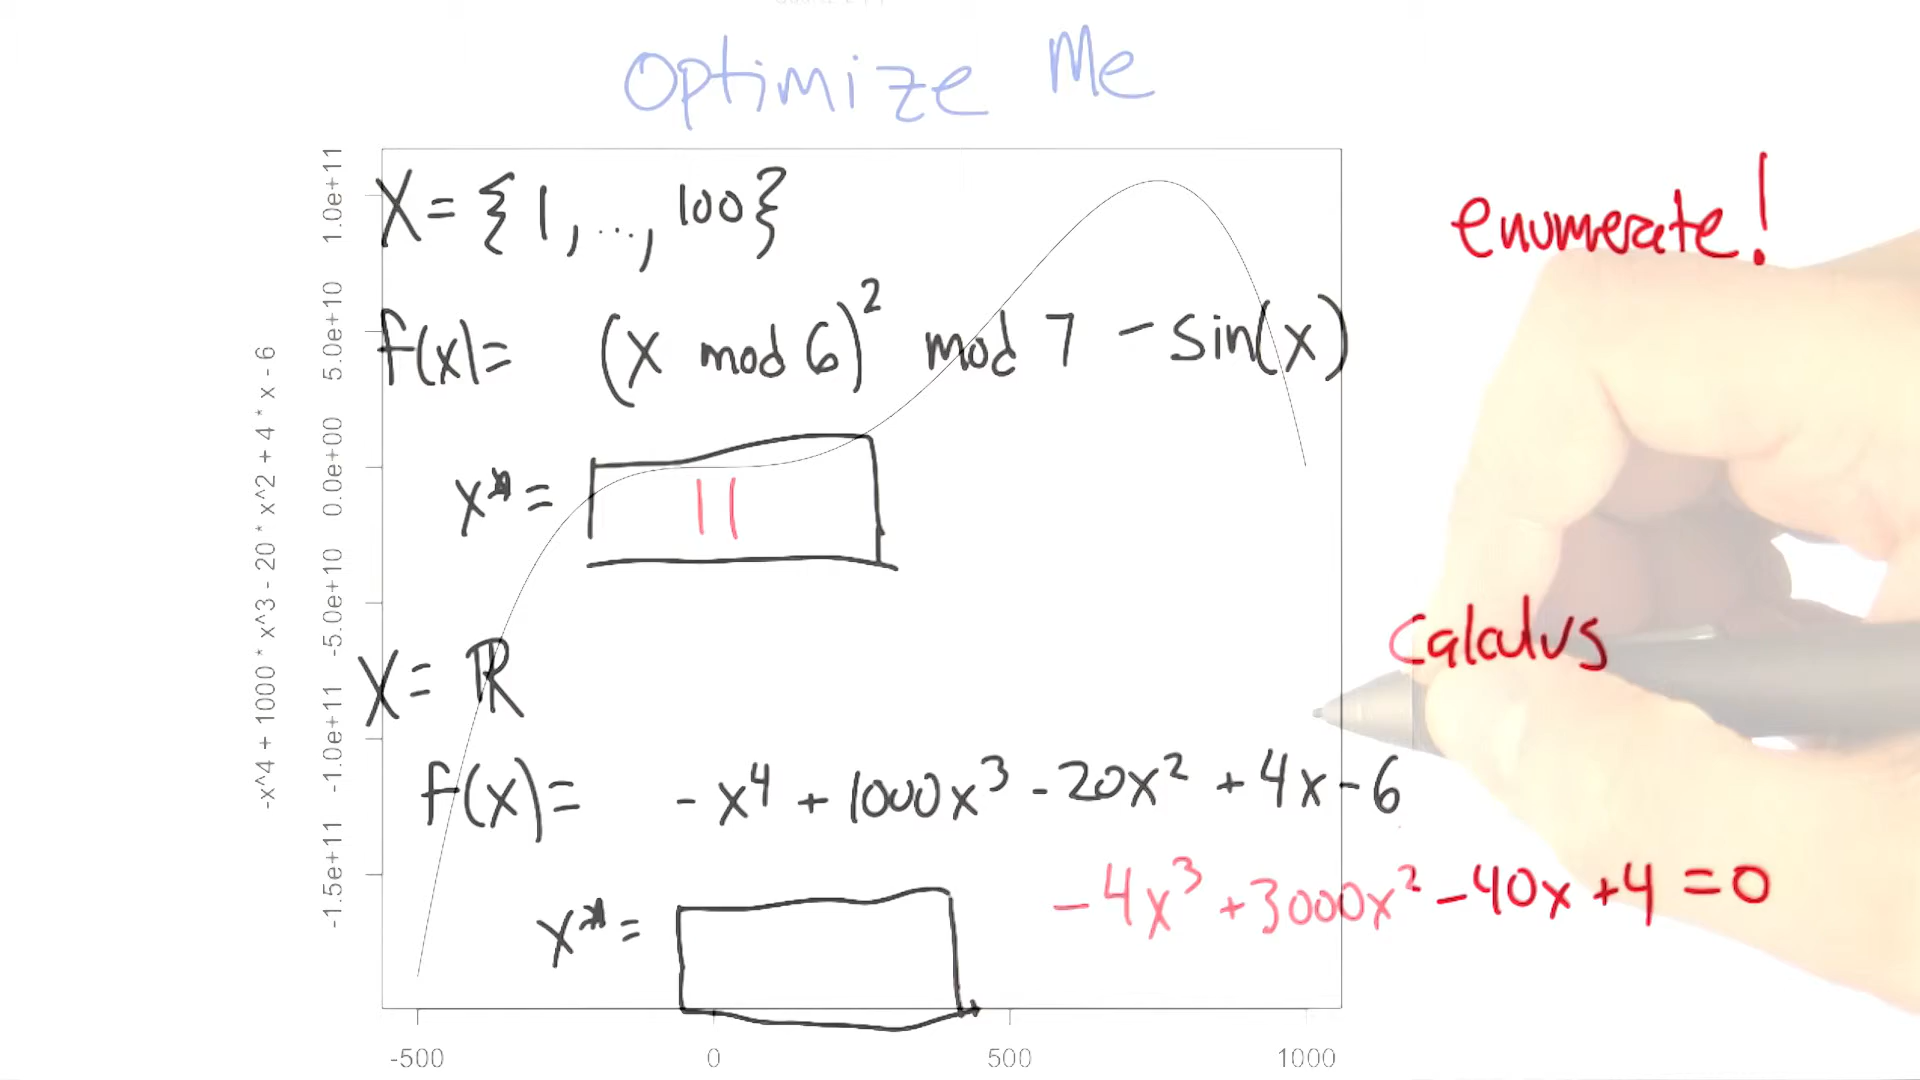 Optimize Me
X = {1, ..., 100}
enumerate!
f(x) = (x mod 6)² mod 7 - sin(x)
x* = 11
X = ℝ
Calculus
f(x) = -x⁴ + 1000x³ - 20x² + 4x - 6
-4x³ + 3000x² - 40x + 4 = 0
x* =
-x^4 + 1000 * x^3 - 20 * x^2 + 4 * x - 6
1.0e+11
5.0e+10
0.0e+00
-5.0e+10
-1.0e+11
-1.5e+11
-500 0 500 1000